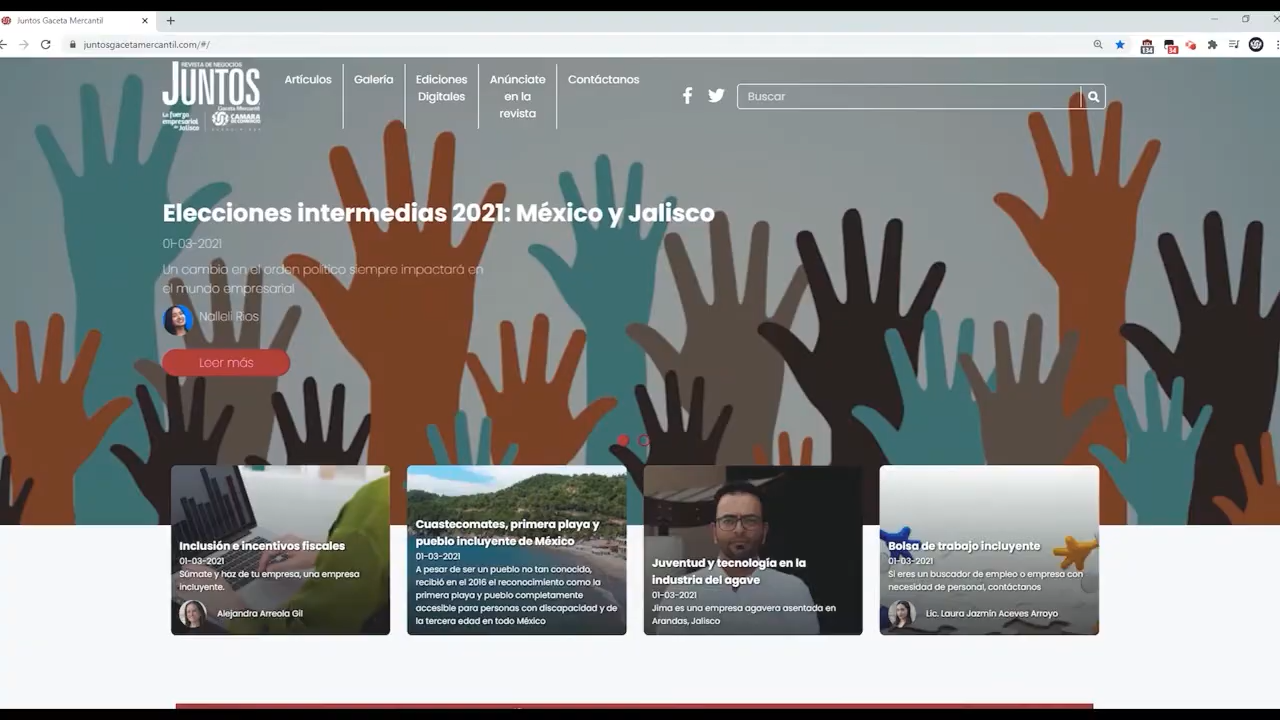 Juntos Gaceta Mercantil
juntosgacetamercantil.com/#/
134
34
REVISTA DE NEGOCIOS
JUNTOS
Gaceta Mercantil
La fuerza
empresarial
de Jalisco
CAMARA
DE COMERCIO
Artículos
Galería
Ediciones
Digitales
Anúnciate
en la
revista
Contáctanos
Buscar
Elecciones intermedias 2021: México y Jalisco
01-03-2021
Un cambio en el orden político siempre impactará en
el mundo empresarial
Nalleli Rios
Leer más
Inclusión e incentivos fiscales
01-03-2021
Súmate y haz de tu empresa, una empresa
incluyente.
Alejandra Arreola Gil
Cuastecomates, primera playa y
pueblo incluyente de México
01-03-2021
A pesar de ser un pueblo no tan conocido,
recibió en el 2016 el reconocimiento como la
primera playa y pueblo completamente
accesible para personas con discapacidad y de
la tercera edad en todo México
Juventud y tecnología en la
industria del agave
01-03-2021
Jima es una empresa agavera asentada en
Arandas, Jalisco
Bolsa de trabajo incluyente
01-03-2021
Si eres un buscador de empleo o empresa con
necesidad de personal, contáctanos
Lic. Laura Jazmín Aceves Arroyo